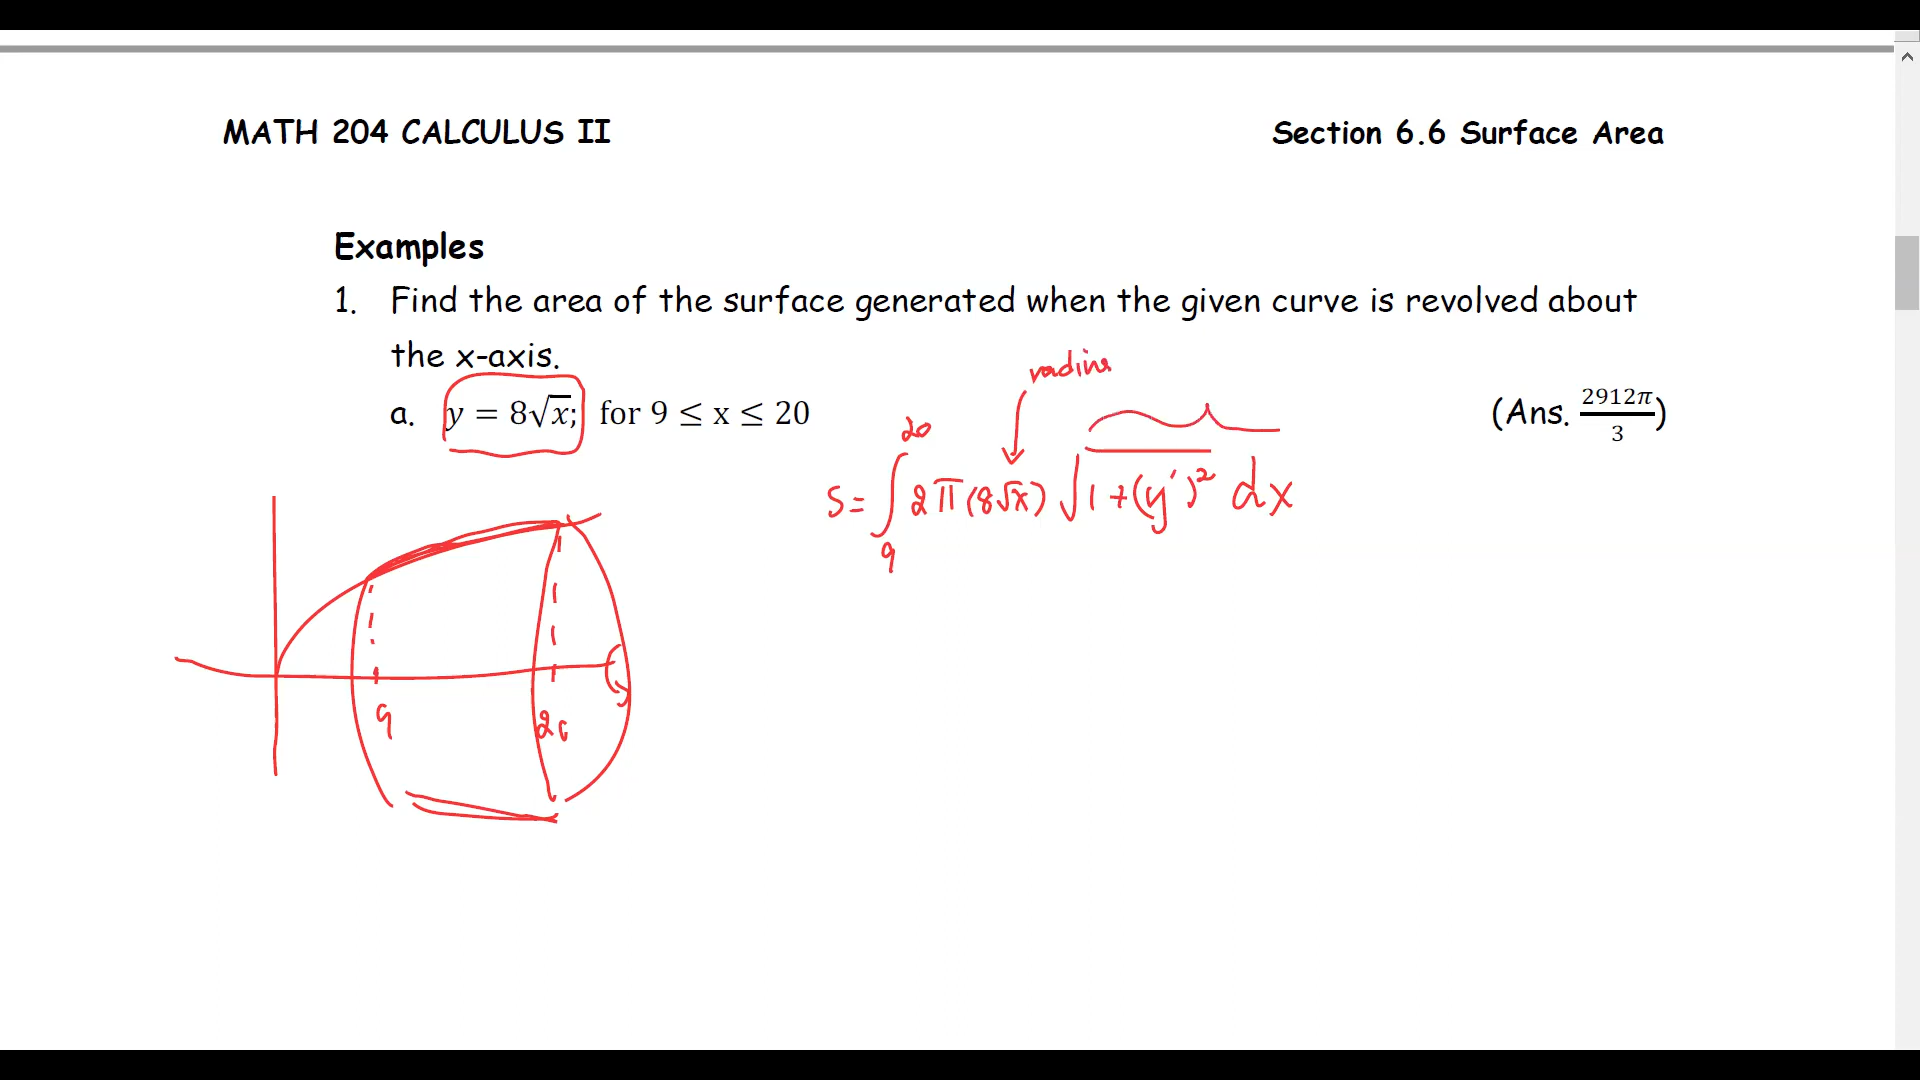 MATH 204 CALCULUS II Section 6.6 Surface Area
Examples
1. Find the area of the surface generated when the given curve is revolved about
the x-axis.
radius
a. y = 8√x; for 9 ≤ x ≤ 20 (Ans. 2912π/3)
20
S = ∫ 2π(8√x) √1+(y')² dx
9
9 20